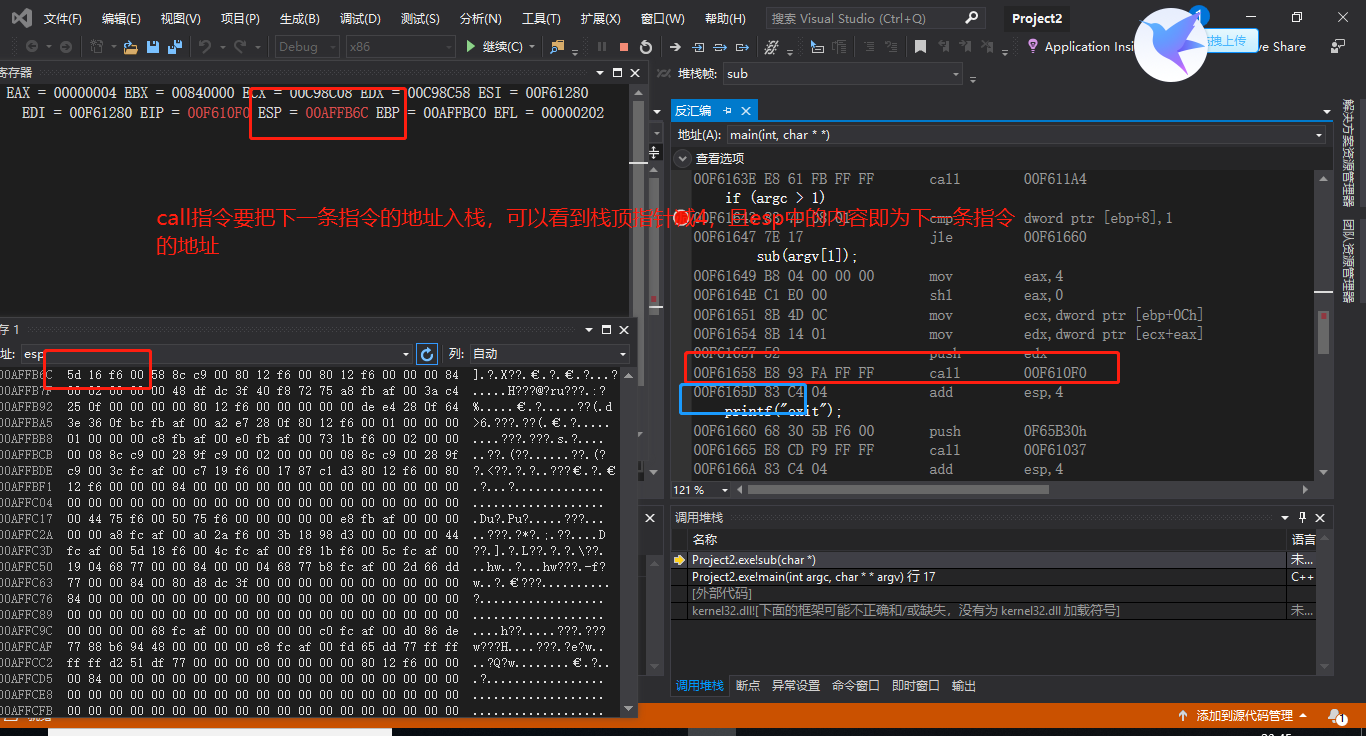 文件(F) 编辑(E) 视图(V) 项目(P) 生成(B) 调试(D) 测试(S) 分析(N) 工具(T) 扩展(X) 窗口(W) 帮助(H) 搜索 Visual Studio (Ctrl+Q) Project2
Debug x86 继续(C) Application Insi 拽上传 ve Share
寄存器
EAX = 00000004 EBX = 00840000 ECX = 00C98C08 EDX = 00C98C58 ESI = 00F61280
EDI = 00F61280 EIP = 00F610F0 ESP = 00AFFB6C EBP = 00AFFBC0 EFL = 00000202
call指令要把下一条指令的地址入栈，可以看到栈顶指针减4，且esp中的内容即为下一条指令
的地址
存 1
址: esp 列: 自动
00AFFB6C 5d 16 f6 00 58 8c c9 00 80 12 f6 00 80 12 f6 00 00 00 84
00AFFB7F 00 02 00 00 00 48 df dc 3f 40 f8 75 72 fb af 00 3a c4
00AFFB92 25 0f 00 00 00 00 80 12 f6 00 00 00 00 00 de e4 28 0f 64
00AFFBA5 3e 36 0f bc fb af 00 a2 e7 28 0f 80 12 f6 00 01 00 00 00
00AFFBB8 01 00 00 00 c8 fb af 00 e0 fb af 00 73 1b f6 00 02 00 00
00AFFBCB 00 08 8c c9 00 28 9f c9 00 02 00 00 00 08 8c c9 00 28 9f
00AFFBDE c9 00 3c fc af 00 c7 19 f6 00 17 87 c1 d3 80 12 f6 00 80
00AFFBF1 12 f6 00 00 00 84 00 00 00 00 00 00 00 00 00 00 00 00 00
00AFFC04 00 00 00 00 00 00 00 00 00 00 00 00 00 00 00 00 00 00 00
00AFFC17 00 44 75 f6 00 50 75 f6 00 00 00 00 00 e8 fb af 00 00 00
00AFFC2A 00 00 a8 fc af 00 a0 2a f6 00 3b 18 98 d3 00 00 00 00 44
00AFFC3D fc af 00 5d 18 f6 00 4c fc af 00 f8 1b f6 00 5c fc af 00
00AFFC50 19 04 68 77 00 00 84 00 00 04 68 77 b8 fc af 00 2d 66 dd
00AFFC63 77 00 00 84 00 80 d8 dc 3f 00 00 00 00 00 00 00 00 00 00
00AFFC76 84 00 00 00 00 00 00 00 00 00 00 00 00 00 00 00 00 00 00
00AFFC89 00 00 00 00 00 00 00 00 00 00 00 00 00 00 00 00 00 00 00
00AFFC9C 00 00 00 00 68 fc af 00 00 00 00 00 c0 fc af 00 d0 86 de
00AFFCAF 77 88 b6 94 48 00 00 00 00 c8 fc af 00 fd 65 dd 77 ff ff
00AFFCC2 ff ff d2 51 df 77 00 00 00 00 00 00 00 00 80 12 f6 00 00
00AFFCD5 00 84 00 00 00 00 00 00 00 00 00 00 00 00 00 00 00 00 00
00AFFCE8 00 00 00 00 00 00 00 00 00 00 00 00 00 00 00 00 00 00 00
00AFFCFB 00 00 00 00 00 00 00 00 00 00 00 00 00 00 00 00 00 00 00
堆栈帧: sub
反汇编
地址(A): main(int, char * *)
查看选项
00F6163E E8 61 FB FF FF call 00F611A4
if (argc > 1)
00F61643 83 7D 08 01 cmp dword ptr [ebp+8],1
00F61647 7E 17 jle 00F61660
sub(argv[1]);
00F61649 B8 04 00 00 00 mov eax,4
00F6164E C1 E0 00 shl eax,0
00F61651 8B 4D 0C mov ecx,dword ptr [ebp+0Ch]
00F61654 8B 14 01 mov edx,dword ptr [ecx+eax]
00F61657 52 push edx
00F61658 E8 93 FA FF FF call 00F610F0
00F6165D 83 C4 04 add esp,4
printf("exit");
00F61660 68 30 5B F6 00 push 0F65B30h
00F61665 E8 CD F9 FF FF call 00F61037
00F6166A 83 C4 04 add esp,4
121 %
调用堆栈
名称 语言
Project2.exe!sub(char *) 未...
Project2.exe!main(int argc, char * * argv) 行 17 C++
[外部代码]
kernel32.dll![下面的框架可能不正确和/或缺失，没有为 kernel32.dll 加载符号] 未...
调用堆栈 断点 异常设置 命令窗口 即时窗口 输出
解决方案资源管理器
团队资源管理器
添加到源代码管理 1